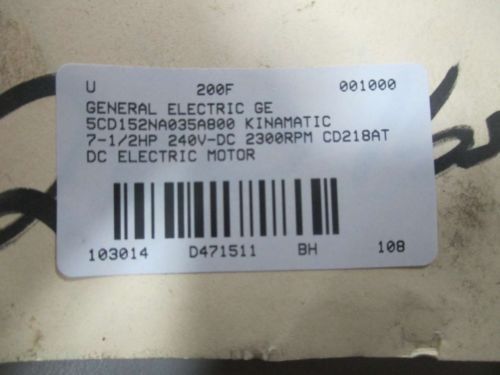 U 200F 001000
GENERAL ELECTRIC GE
5CD152NA035A800 KINAMATIC
7-1/2HP 240V-DC 2300RPM CD218AT
DC ELECTRIC MOTOR
103014 D471511 BH 108